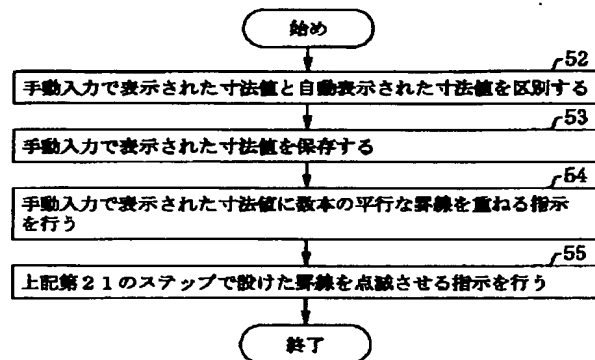 始め
52
手動入力で表示された寸法値と自動表示された寸法値を区別する
53
手動入力で表示された寸法値を保存する
54
手動入力で表示された寸法値に数本の平行な罫線を重ねる指示
を行う
55
上記第21のステップで設けた罫線を点滅させる指示を行う
終了